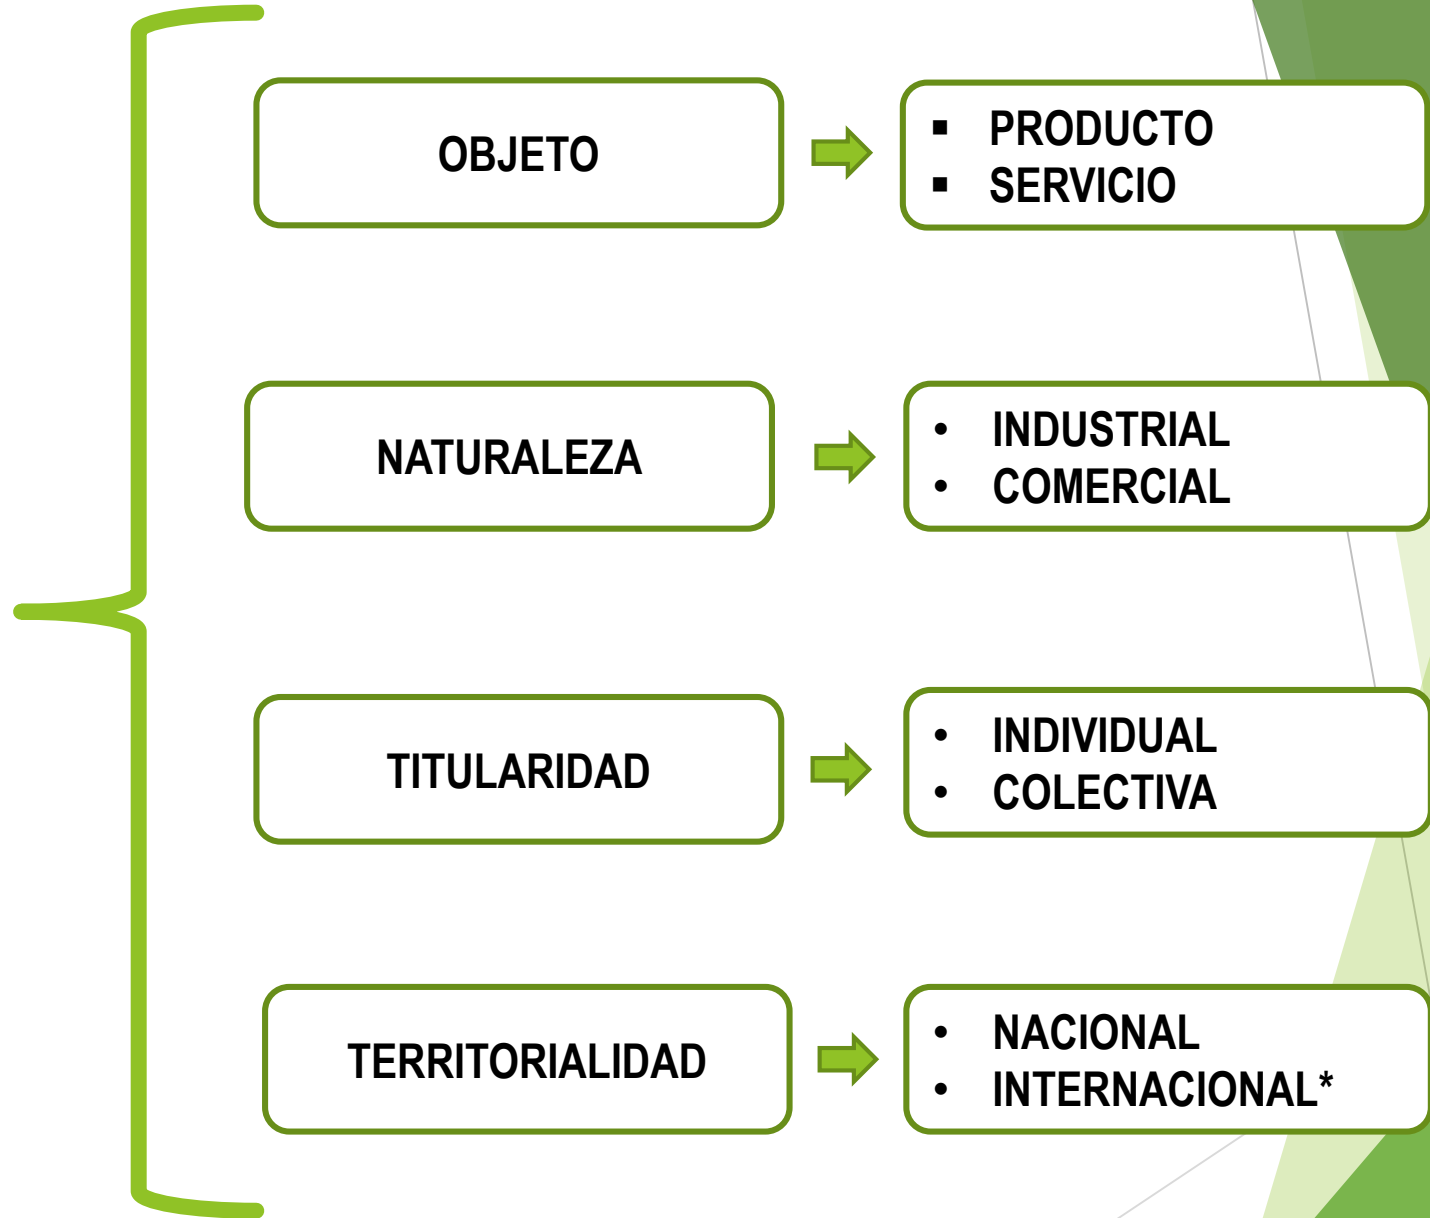 OBJETO
▪ PRODUCTO
▪ SERVICIO
NATURALEZA
• INDUSTRIAL
• COMERCIAL
TITULARIDAD
• INDIVIDUAL
• COLECTIVA
TERRITORIALIDAD
• NACIONAL
• INTERNACIONAL*